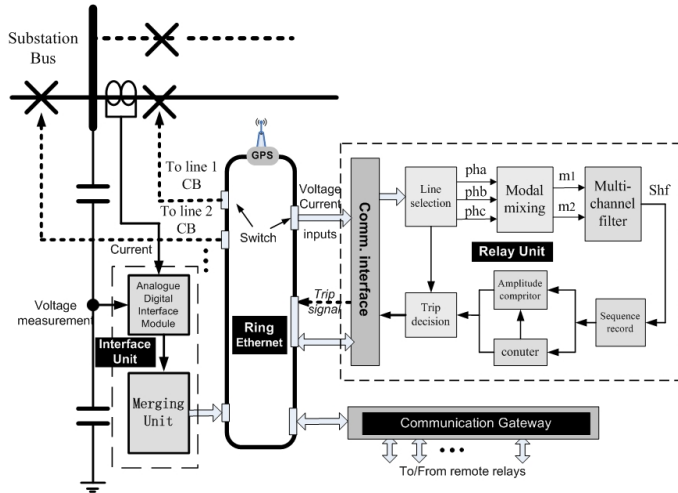 Substation
Bus
GPS
To line 1
CB
To line 2
CB
Switch
Voltage
Current
inputs
Comm. interface
Line
selection
pha
phb
phc
Modal
mixing
m1
m2
Multi-
channel
filter
Shf
Relay Unit
Current
Analogue
Digital
Interface
Module
Voltage
measurement
Interface
Unit
Merging
Unit
Ring
Ethernet
Trip
signal
Trip
decision
Amplitude
compritor
conuter
Sequence
record
Communication Gateway
To/From remote relays